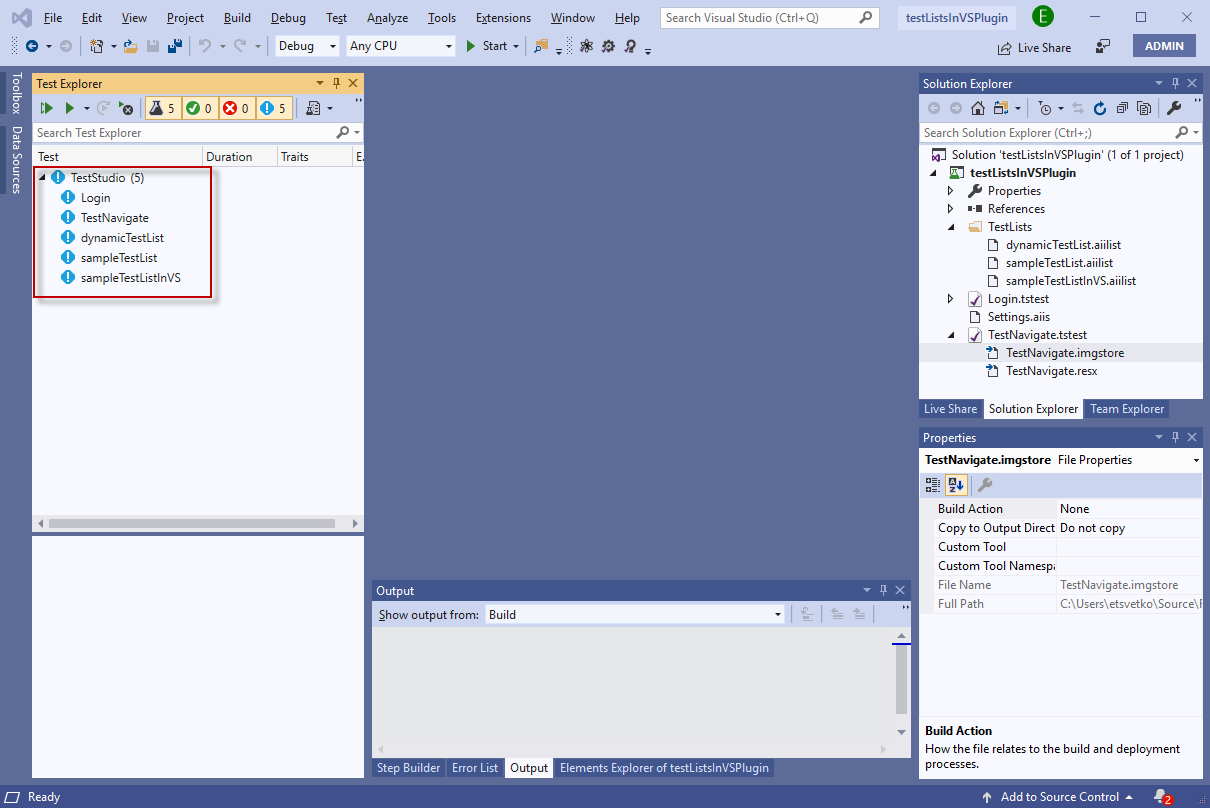 File Edit View Project Build Debug Test Analyze Tools Extensions Window Help Search Visual Studio (Ctrl+Q) testListsInVSPlugin E
Debug Any CPU Start Live Share ADMIN
Toolbox
Data Sources
Test Explorer
5 0 0 5
Search Test Explorer
Test Duration Traits E.
TestStudio (5)
Login
TestNavigate
dynamicTestList
sampleTestList
sampleTestListInVS
Output
Show output from: Build
Step Builder Error List Output Elements Explorer of testListsInVSPlugin
Solution Explorer
Search Solution Explorer (Ctrl+;)
Solution 'testListsInVSPlugin' (1 of 1 project)
testListsInVSPlugin
Properties
References
TestLists
dynamicTestList.aiilist
sampleTestList.aiilist
sampleTestListInVS.aiilist
Login.tstest
Settings.aiis
TestNavigate.tstest
TestNavigate.imgstore
TestNavigate.resx
Live Share Solution Explorer Team Explorer
Properties
TestNavigate.imgstore File Properties
Build Action None
Copy to Output Direct Do not copy
Custom Tool
Custom Tool Namespa
File Name TestNavigate.imgstore
Full Path C:\Users\etsvetko\Source\
Build Action
How the file relates to the build and deployment
processes.
Ready Add to Source Control 2